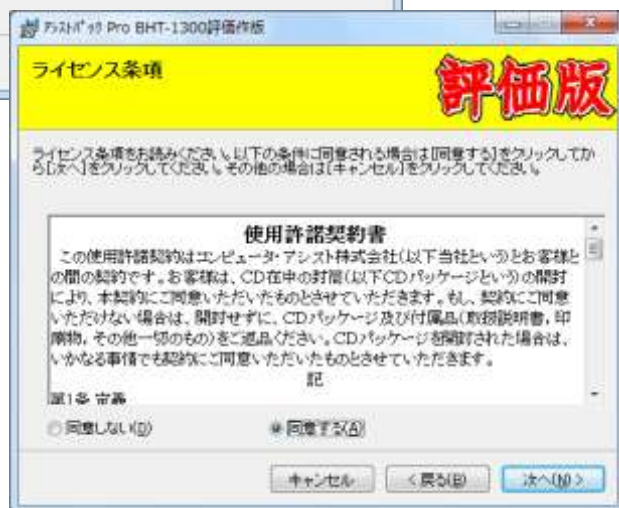 アシストパック Pro BHT-1300評価作板
ライセンス条項
評価版
ライセンス条項をお読みください。以下の条件に同意される場合は[同意する]をクリックしてか
ら[次へ]をクリックしてください。その他の場合は[キャンセル]をクリックしてください。
使用許諾契約書
この使用許諾契約はコンピュータ・アシスト株式会社(以下当社という)とお客様と
の間の契約です。お客様は、CD在中の封筒(以下CDパッケージという)の開封
により、本契約にご同意いただいたものとさせていただきます。もし、契約にご同意
いただけない場合は、開封せずに、CDパッケージ及び付属品(取扱説明書，印
刷物，その他一切のもの)をご返品ください。CDパッケージを開封された場合は、
いかなる事情でも契約にご同意いただいたものとさせていただきます。
記
第1条 定義
同意しない(D)
同意する(A)
キャンセル
< 戻る(B)
次へ(N) >